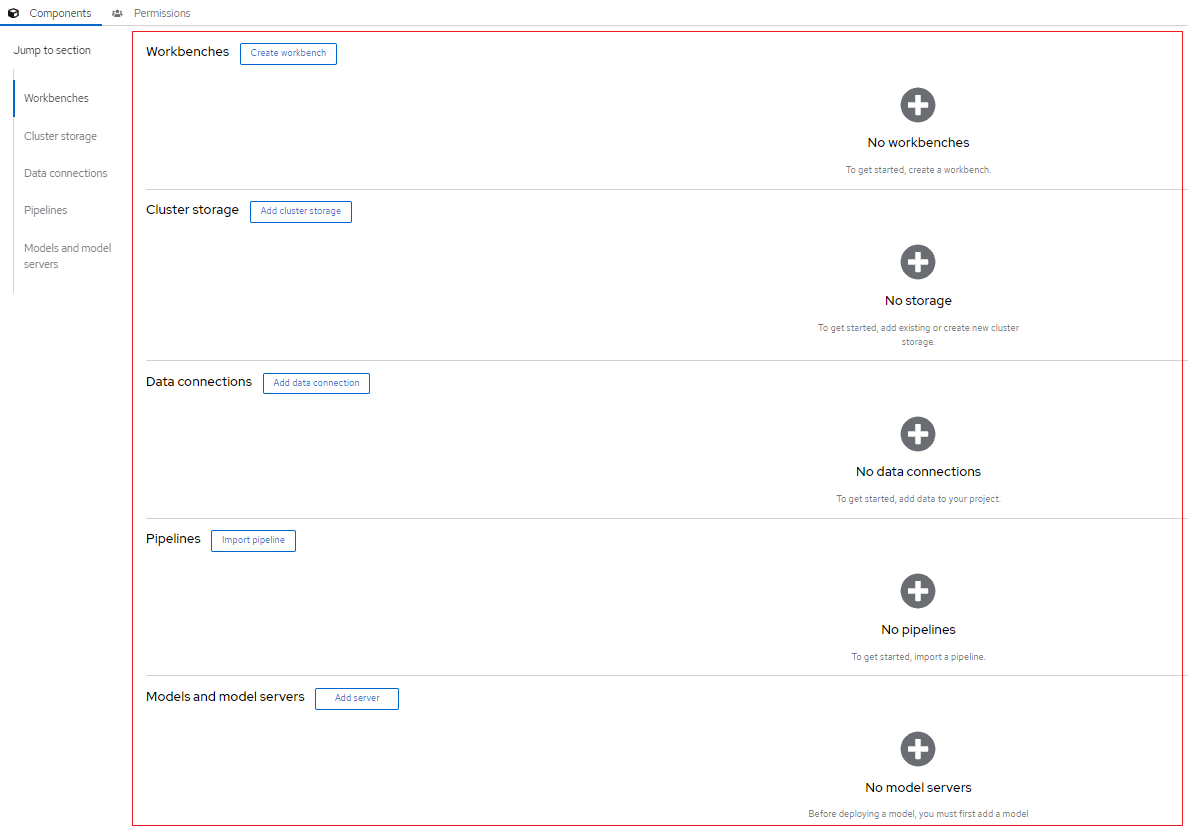 Components
Permissions
Jump to section
Workbenches
Cluster storage
Data connections
Pipelines
Models and model
servers
Workbenches
Create workbench
No workbenches
To get started, create a workbench.
Cluster storage
Add cluster storage
No storage
To get started, add existing or create new cluster
storage.
Data connections
Add data connection
No data connections
To get started, add data to your project.
Pipelines
Import pipeline
No pipelines
To get started, import a pipeline.
Models and model servers
Add server
No model servers
Before deploying a model, you must first add a model